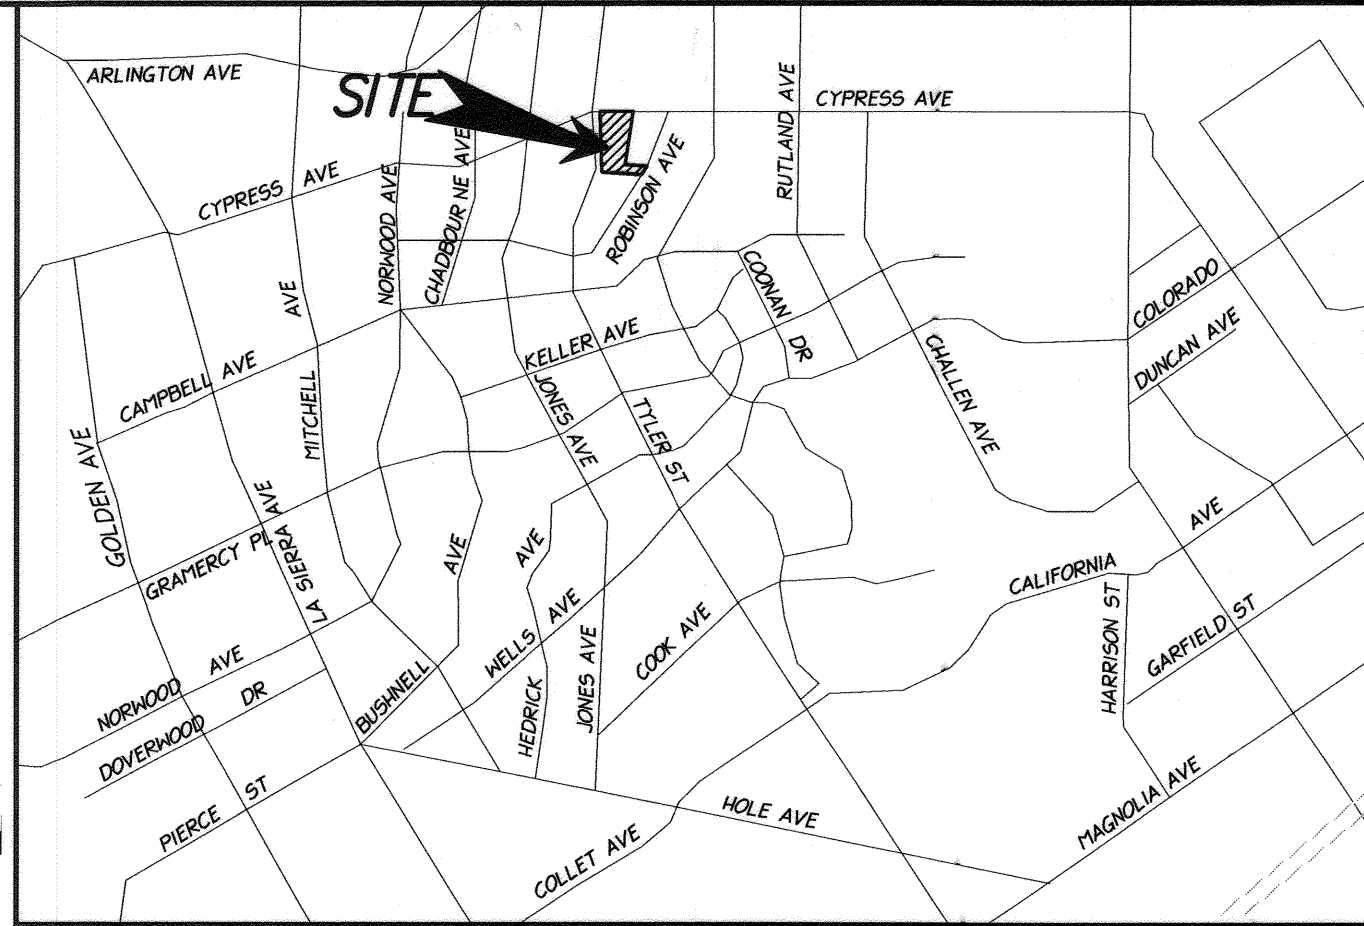 ARLINGTON AVE
SITE
CYPRESS AVE
RUTLAND AVE
CYPRESS AVE
NORWOOD AVE
CHADBOURNE AVE
ROBINSON AVE
COONAN DR
COLORADO
DUNCAN AVE
MITCHELL AVE
KELLER AVE
CAMPBELL AVE
JONES AVE
TYLER ST
CHALLEN AVE
GOLDEN AVE
GRAMERCY PL
LA SIERRA AVE
AVE
CALIFORNIA AVE
HARRISON ST
GARFIELD ST
NORWOOD AVE
DOVERWOOD DR
BUSHNELL
WELLS AVE
HEDRICK AVE
JONES AVE
COOK AVE
PIERCE ST
HOLE AVE
COLLET AVE
MAGNOLIA AVE